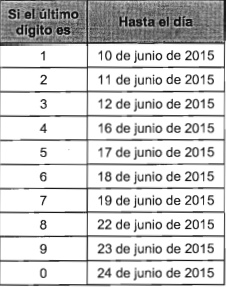 Si el último dígito es Hasta el día
1 10 de junio de 2015
2 11 de junio de 2015
3 12 de junio de 2015
4 16 de junio de 2015
5 17 de junio de 2015
6 18 de junio de 2015
7 19 de junio de 2015
8 22 de junio de 2015
9 23 de junio de 2015
0 24 de junio de 2015